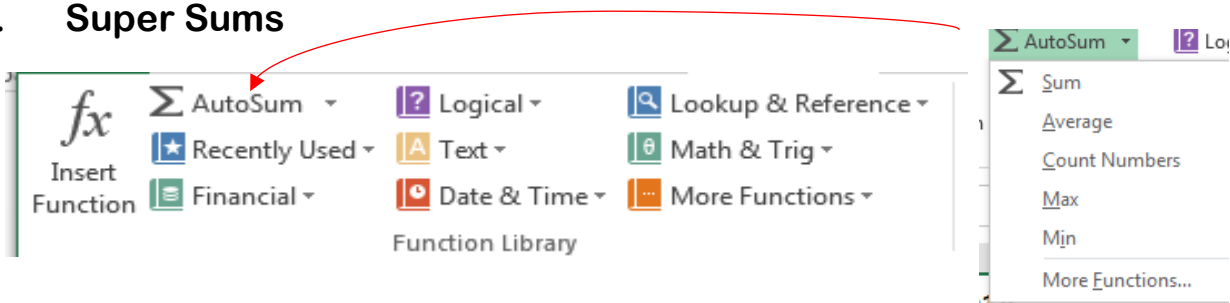 . Super Sums
AutoSum
Logical
Lookup & Reference
fx
Recently Used
Text
Math & Trig
Insert
Function
Financial
Date & Time
More Functions
Function Library
AutoSum
Sum
Average
Count Numbers
Max
Min
More Functions...